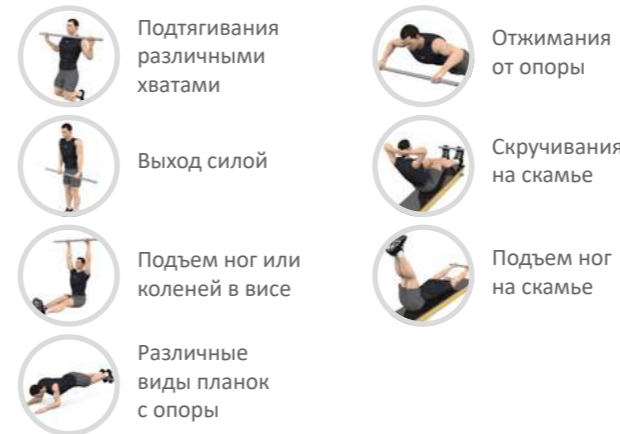 Подтягивания
различными
хватами
Выход силой
Подъем ног или
коленей в висе
Различные
виды планок
с опоры
Отжимания
от опоры
Скручивания
на скамье
Подъем ног
на скамье